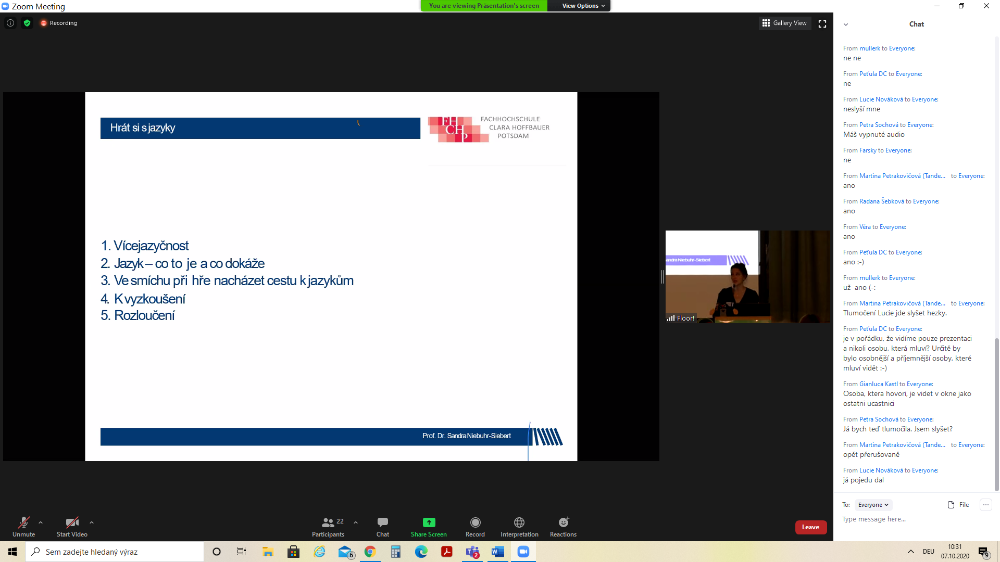 Zoom Meeting
You are viewing Präsentation's screen
View Options
Recording
Gallery View
Hrát si s jazyky
FH
CH
P
FACHHOCHSCHULE
CLARA HOFFBAUER
POTSDAM
1. Vícejazyčnost
2. Jazyk – co to je a co dokáže
3. Ve smíchu při hře nacházet cestu k jazykům
4. K vyzkoušení
5. Rozloučení
Prof. Dr. Sandra Niebuhr-Siebert
andra Niebuhr-Siebert
Floor!
Chat
From mullerk to Everyone:
ne ne
From Peťula DC to Everyone:
ne
From Lucie Nováková to Everyone:
neslyší mne
From Petra Sochová to Everyone:
Máš vypnuté audio
From Farsky to Everyone:
ne
From Martina Petrakovičová (Tande... to Everyone:
ano
From Radana Šebková to Everyone:
ano
From Věra to Everyone:
ano
From Peťula DC to Everyone:
ano :-)
From mullerk to Everyone:
už ano (-:
From Martina Petrakovičová (Tande... to Everyone:
Tlumočení Lucie jde slyšet hezky.
From Peťula DC to Everyone:
je v pořádku, že vidíme pouze prezentaci
a nikoli osobu, která mluví? Určitě by
bylo osobnější a příjemnější osoby, které
mluví vidět :-)
From Gianluca Kastl to Everyone:
Osoba, ktera hovori, je videt v okne jako
ostatni ucastnici
From Petra Sochová to Everyone:
Já bych teď tlumočila. Jsem slyšet?
From Martina Petrakovičová (Tande... to Everyone:
opět přerušovaně
From Lucie Nováková to Everyone:
já pojedu dal
To: Everyone
File
Type message here...
Unmute
Start Video
22
Participants
Chat
Share Screen
Record
Interpretation
Reactions
Leave
Sem zadejte hledaný výraz
6
2
DEU
10:31
07.10.2020
9